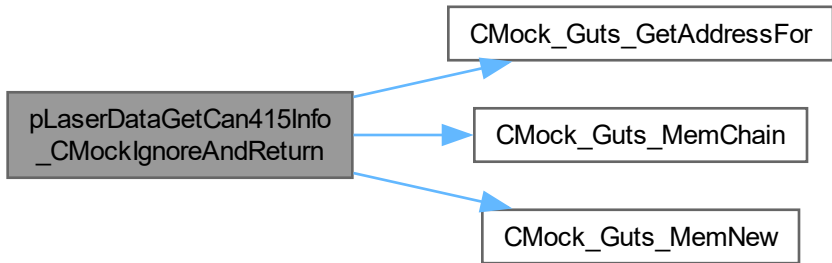 pLaserDataGetCan415Info
_CMockIgnoreAndReturn
CMock_Guts_GetAddressFor
CMock_Guts_MemChain
CMock_Guts_MemNew